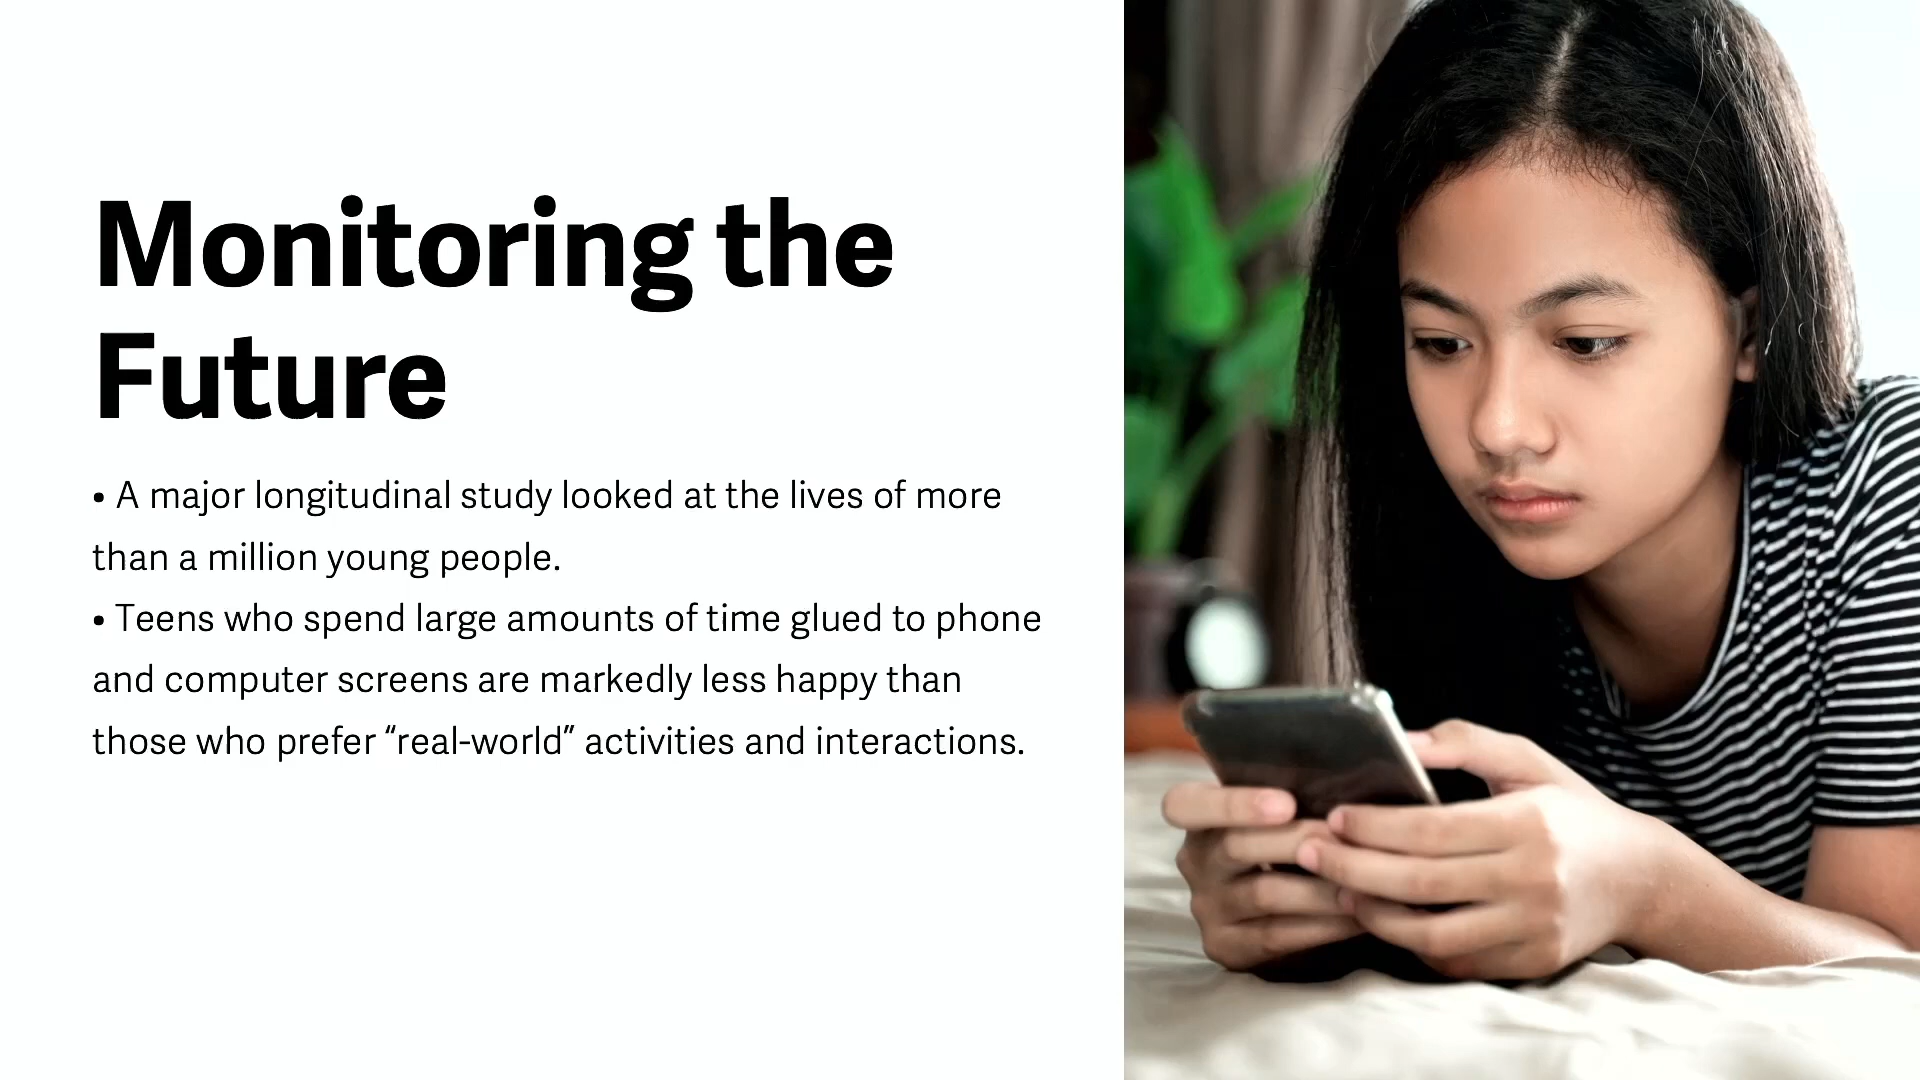 Monitoring the
Future
• A major longitudinal study looked at the lives of more
than a million young people.
• Teens who spend large amounts of time glued to phone
and computer screens are markedly less happy than
those who prefer “real-world” activities and interactions.